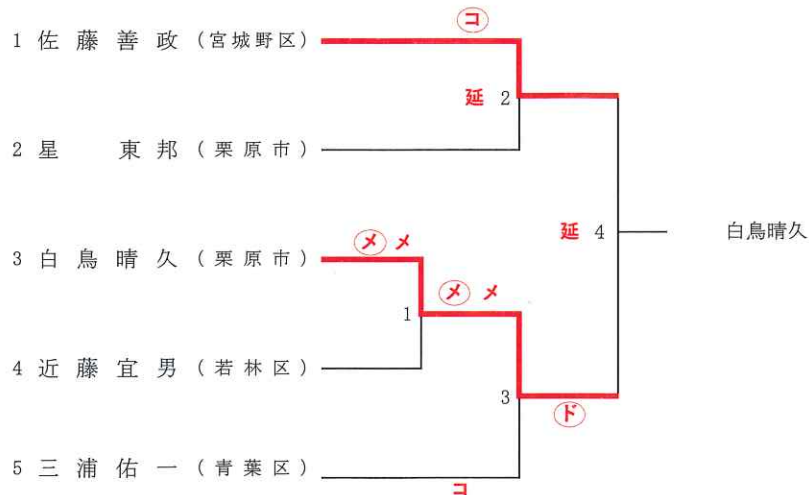 コ
1 佐藤善政 (宮城野区)
延 2
2 星 東邦 (栗原市)
メ メ
3 白鳥晴久 (栗原市)
延 4 白鳥晴久
メ メ
1
4 近藤宜男 (若林区)
3
ド
5 三浦佑一 (青葉区)
コ